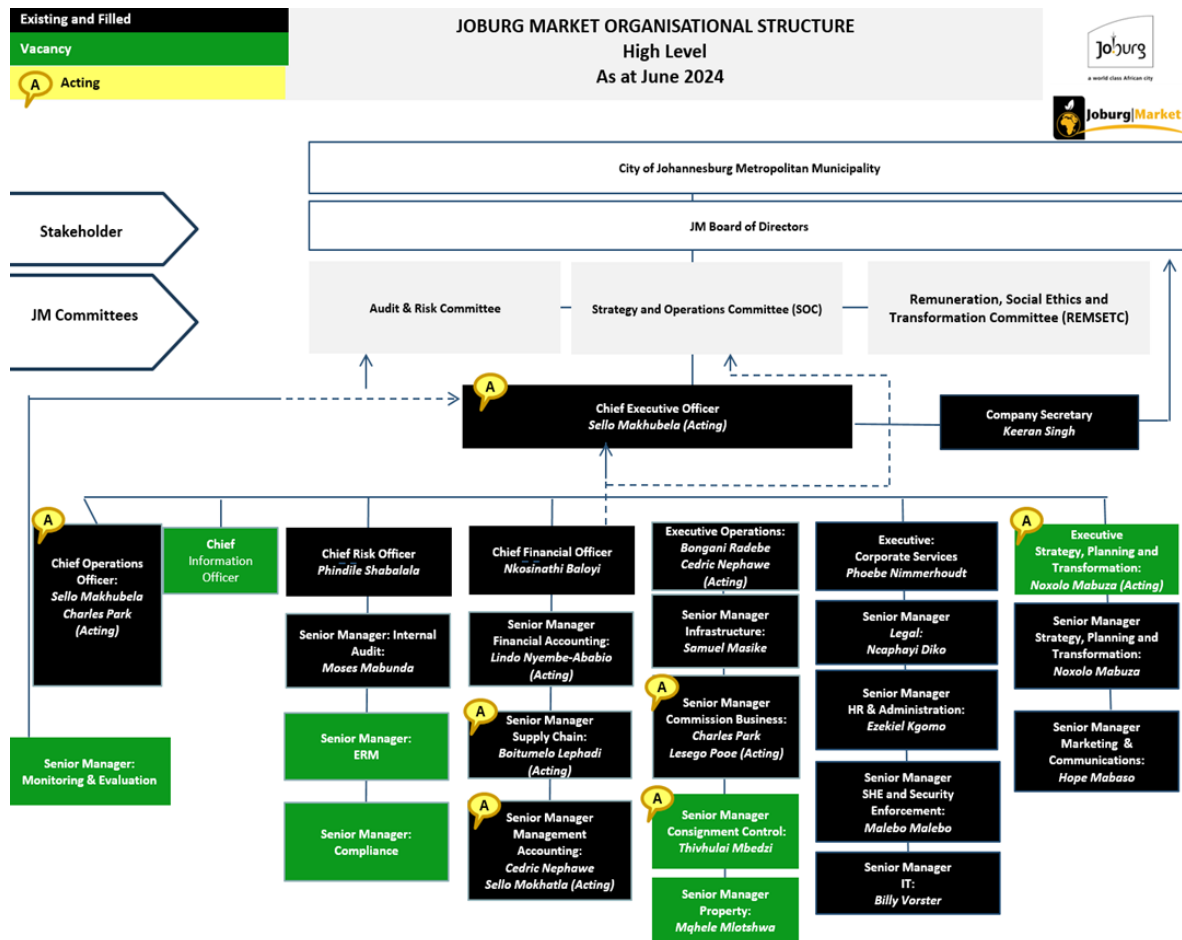 Existing and Filled
Vacancy
A
Acting
JOBURG MARKET ORGANISATIONAL STRUCTURE
High Level
As at June 2024
Joburg
a world class African city
Joburg|Market
City of Johannesburg Metropolitan Municipality
JM Board of Directors
Stakeholder
JM Committees
Audit & Risk Committee
Strategy and Operations Committee (SOC)
Remuneration, Social Ethics and
Transformation Committee (REMSETC)
A
Chief Executive Officer
Sello Makhubela (Acting)
Company Secretary
Keeran Singh
A
Chief Operations
Officer:
Sello Makhubela
Charles Park
(Acting)
Chief
Information
Officer
Chief Risk Officer
Phindile Shabalala
Chief Financial Officer
Nkosinathi Baloyi
Executive Operations:
Bongani Radebe
Cedric Nephawe
(Acting)
Executive:
Corporate Services
Phoebe Nimmerhoudt
A
Executive
Strategy, Planning and
Transformation:
Noxolo Mabuza (Acting)
Senior Manager: Internal
Audit:
Moses Mabunda
Senior Manager
Financial Accounting:
Lindo Nyembe-Ababio
(Acting)
Senior Manager
Infrastructure:
Samuel Masike
Senior Manager
Legal:
Ncaphayi Diko
Senior Manager
Strategy, Planning and
Transformation:
Noxolo Mabuza
Senior Manager:
Monitoring & Evaluation
Senior Manager:
ERM
A
Senior Manager
Supply Chain:
Boitumelo Lephadi
(Acting)
A
Senior Manager
Commission Business:
Charles Park
Lesego Pooe (Acting)
Senior Manager
HR & Administration:
Ezekiel Kgomo
Senior Manager
Marketing &
Communications:
Hope Mabaso
Senior Manager:
Compliance
A
Senior Manager
Management
Accounting:
Cedric Nephawe
Sello Mokhatla (Acting)
A
Senior Manager
Consignment Control:
Thivhulai Mbedzi
Senior Manager
SHE and Security
Enforcement:
Malebo Malebo
Senior Manager
Property:
Mqhele Mlotshwa
Senior Manager
IT:
Billy Vorster